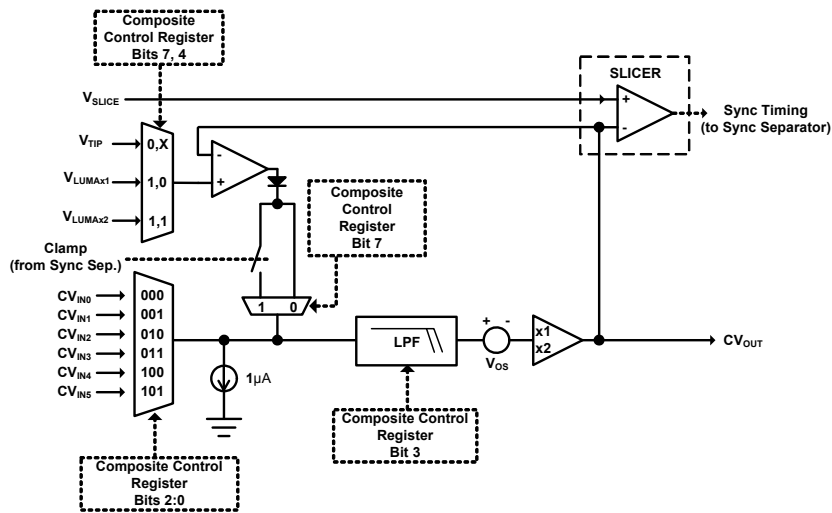 Composite
Control Register
Bits 7, 4
SLICER
VSLICE
+
-
Sync Timing
(to Sync Separator)
VTIP
0,X
VLUMAx1
1,0
VLUMAx2
1,1
-
+
Composite
Control
Register
Bit 7
Clamp
(from Sync Sep.)
1 0
CVIN0
000
CVIN1
001
CVIN2
010
CVIN3
011
CVIN4
100
CVIN5
101
1µA
LPF
+ -
VOS
x1
x2
CVOUT
Composite Control
Register
Bit 3
Composite Control
Register
Bits 2:0